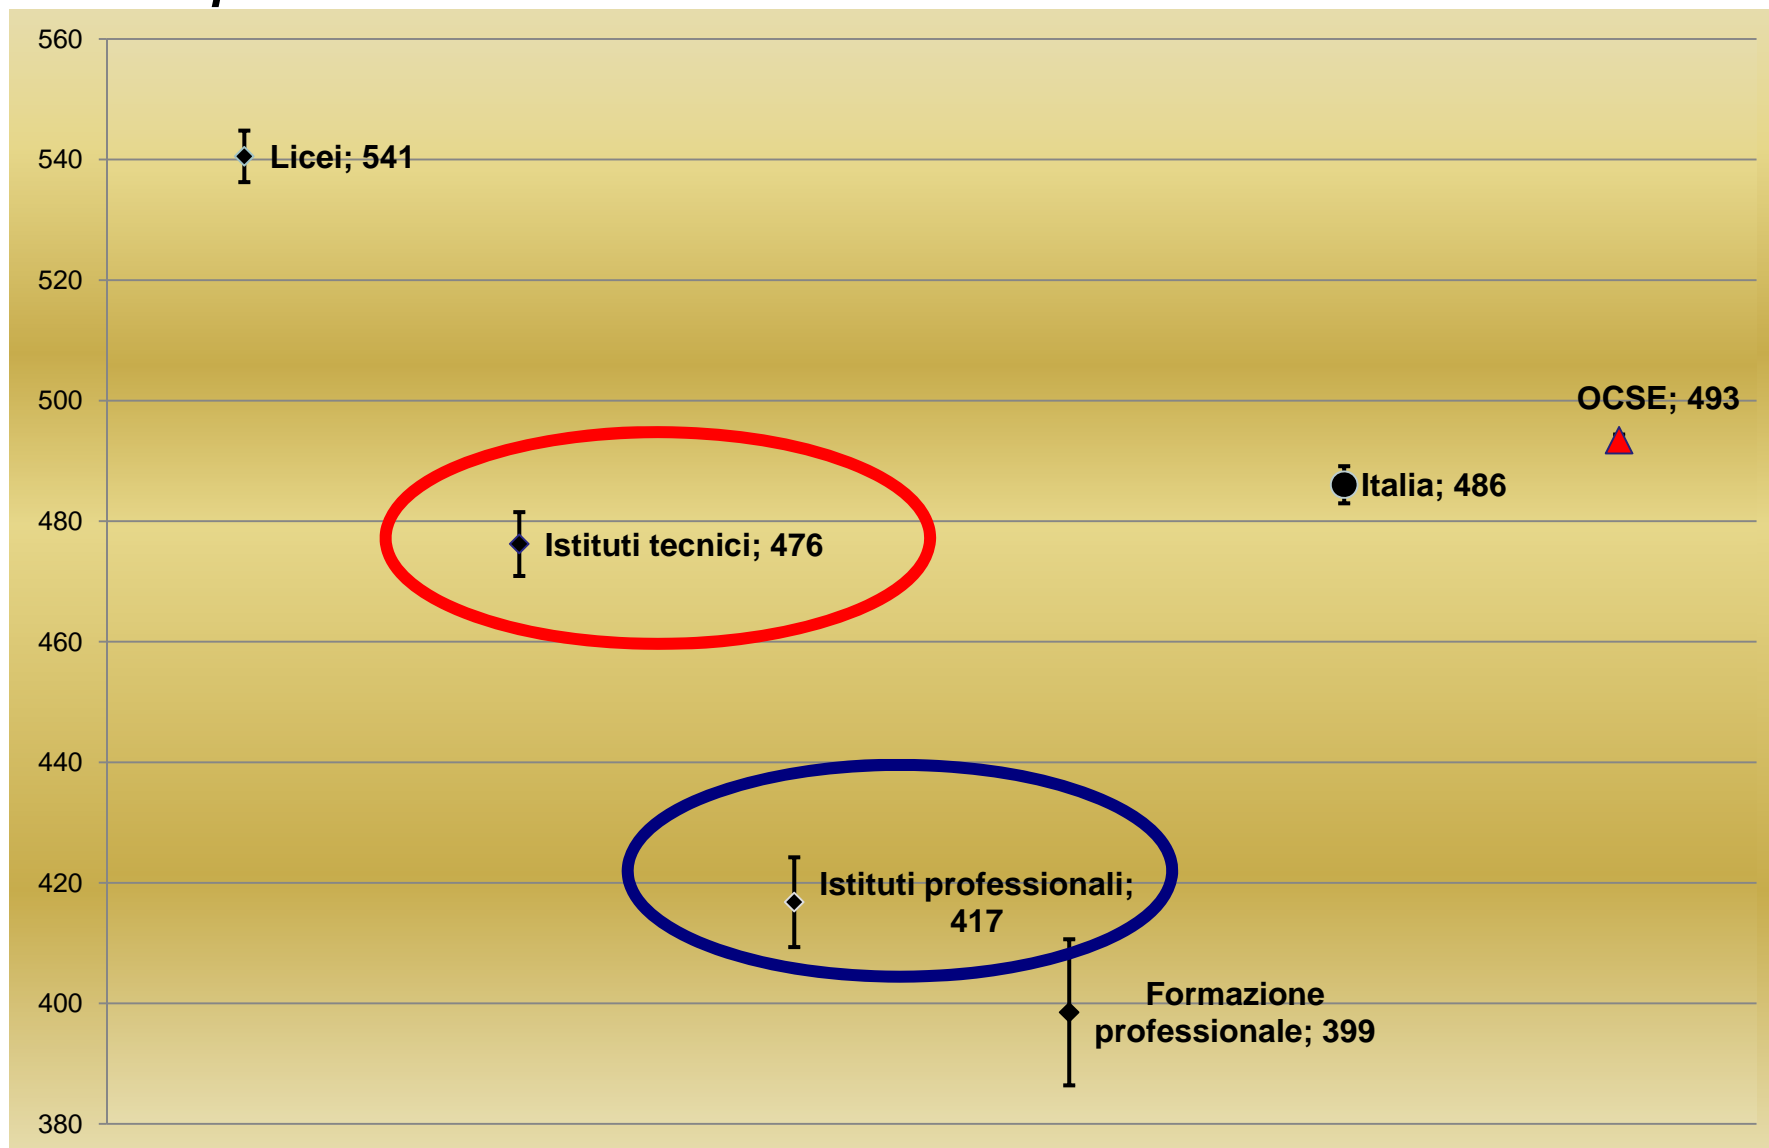 560
540
520
500
480
460
440
420
400
380
Licei; 541
OCSE; 493
Italia; 486
Istituti tecnici; 476
Istituti professionali;
417
Formazione
professionale; 399